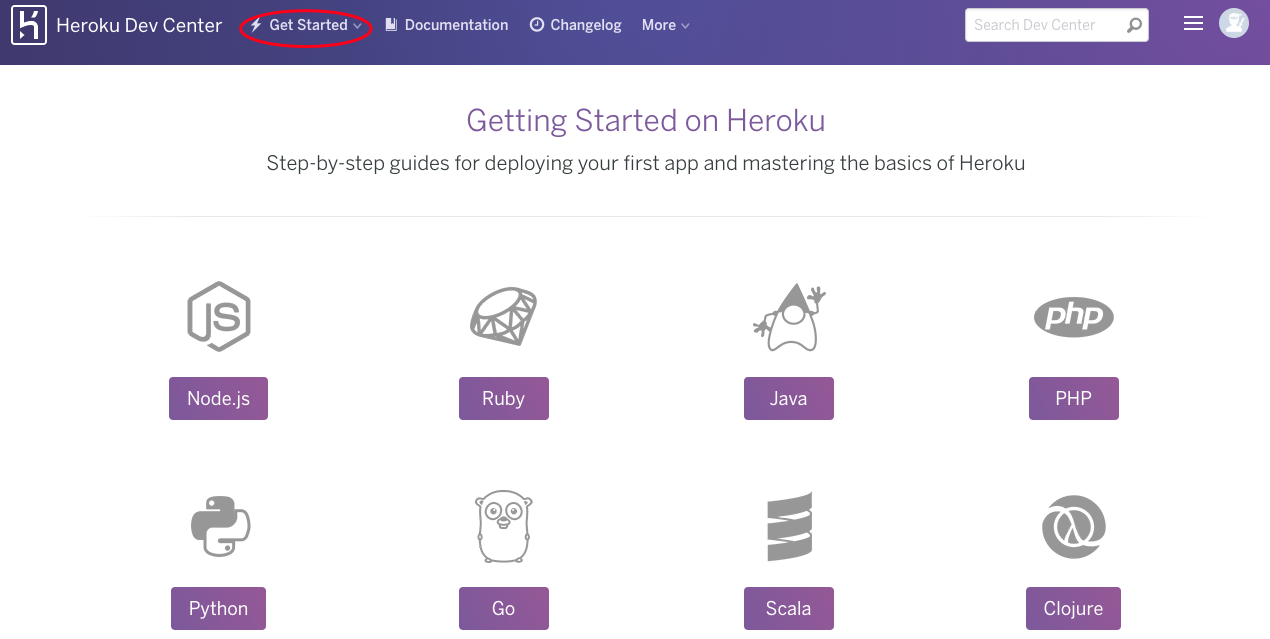 Heroku Dev Center Get Started Documentation Changelog More Search Dev Center
Getting Started on Heroku
Step-by-step guides for deploying your first app and mastering the basics of Heroku
JS php
Node.js Ruby Java PHP
Python Go Scala Clojure